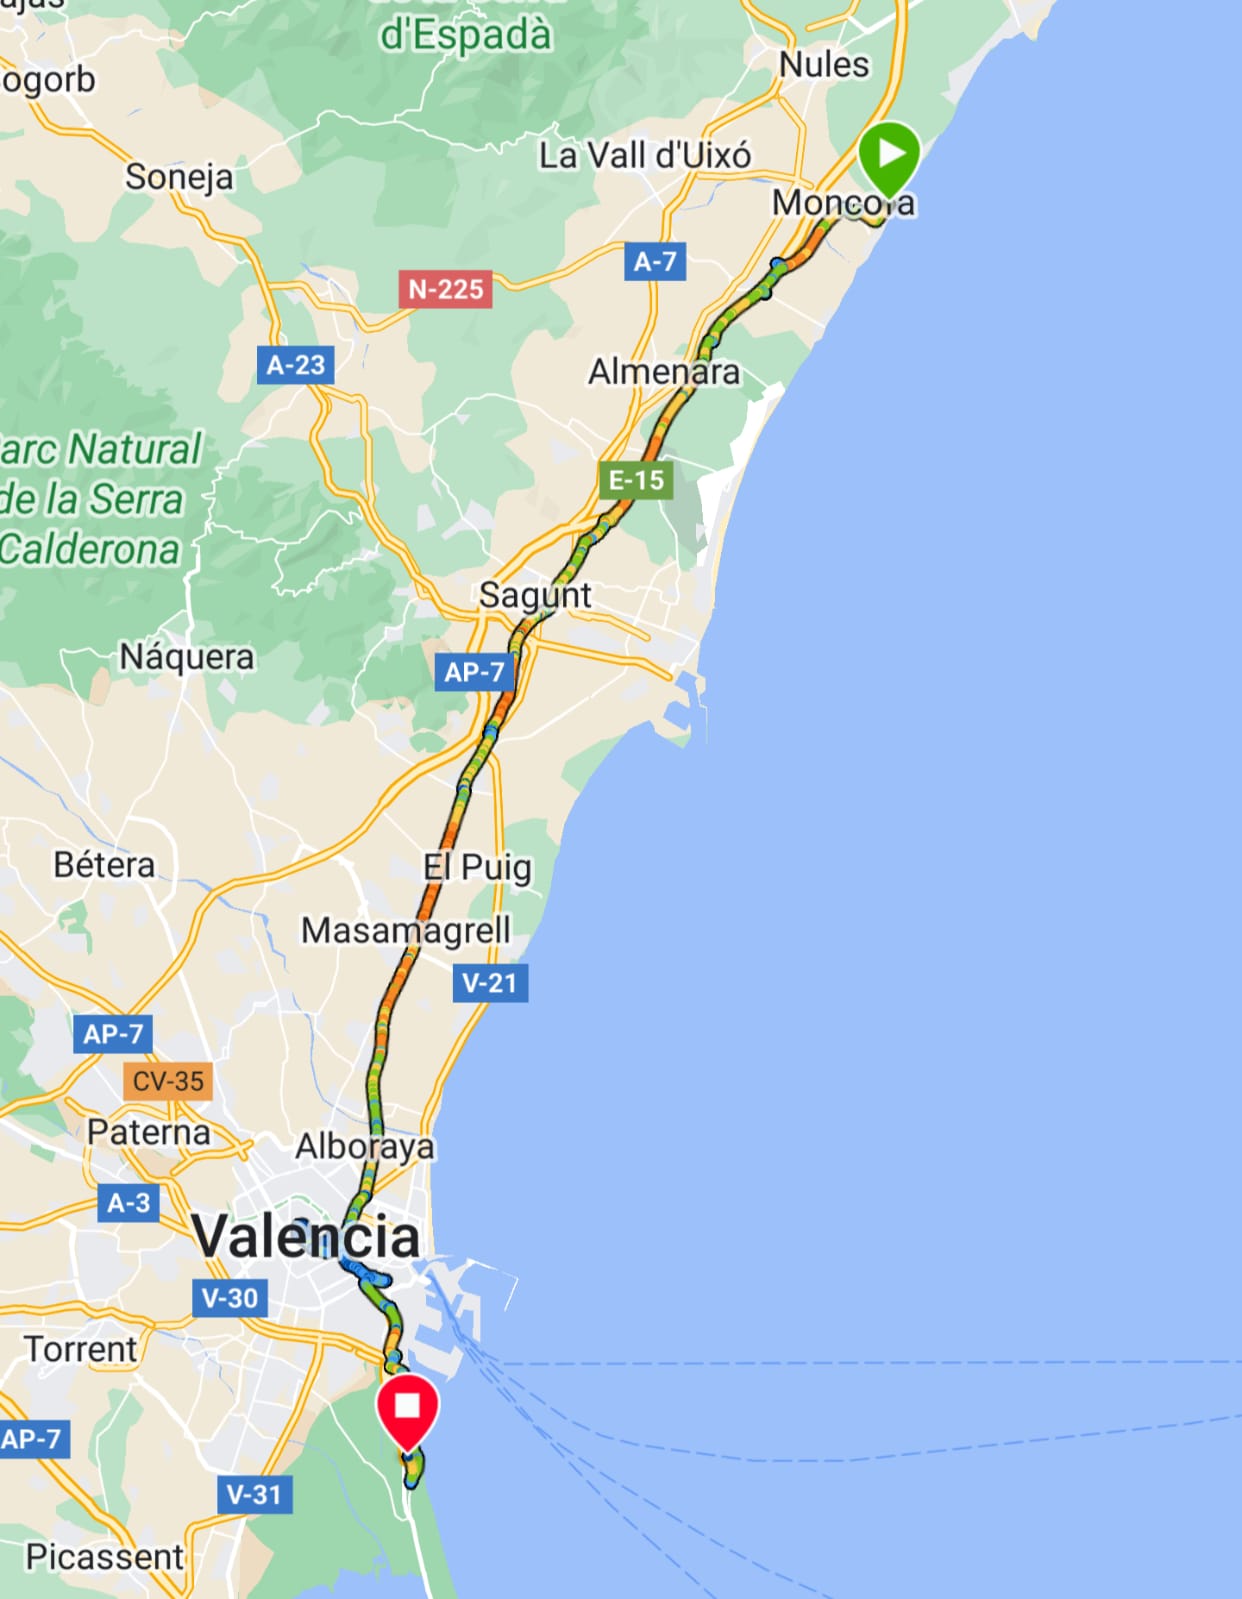 d'Espadà
Nules
ogorb
La Vall d'Uixó
Soneja
Moncofa
A-7
N-225
A-23
Almenara
arc Natural
de la Serra
Calderona
E-15
Sagunt
Náquera
AP-7
Bétera
El Puig
Masamagrell
V-21
AP-7
CV-35
Paterna
Alboraya
A-3
Valencia
V-30
Torrent
AP-7
V-31
Picassent